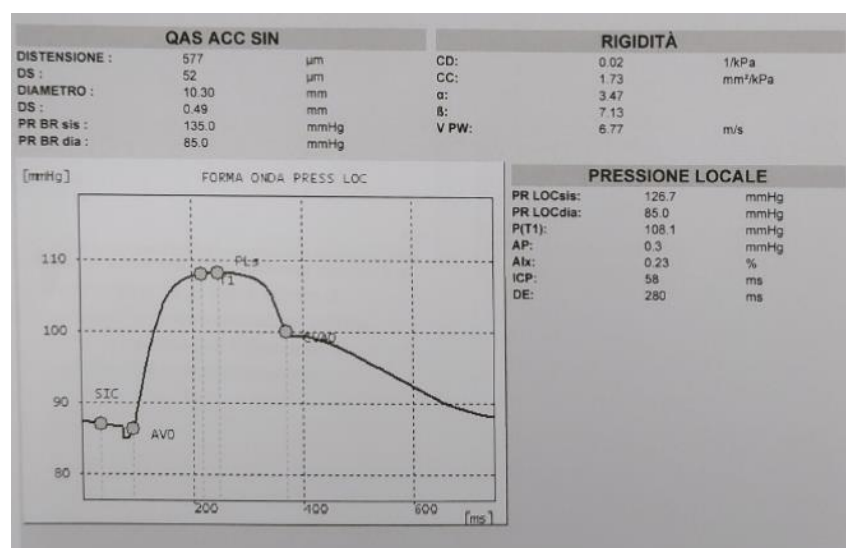 QAS ACC SIN
DISTENSIONE : 577 µm
DS : 52 µm
DIAMETRO : 10.30 mm
DS : 0.49 mm
PR BR sis : 135.0 mmHg
PR BR dia : 85.0 mmHg
RIGIDITÀ
CD: 0.02 1/kPa
CC: 1.73 mm²/kPa
α: 3.47
ß: 7.13
V PW: 6.77 m/s
[mmHg] FORMA ONDA PRESS LOC
PLs
T1
110
100
SIC
90
AVO
80
200 400 600 [ms]
PRESSIONE LOCALE
PR LOCsis: 126.7 mmHg
PR LOCdia: 85.0 mmHg
P(T1): 108.1 mmHg
AP: 0.3 mmHg
AIx: 0.23 %
ICP: 58 ms
DE: 280 ms